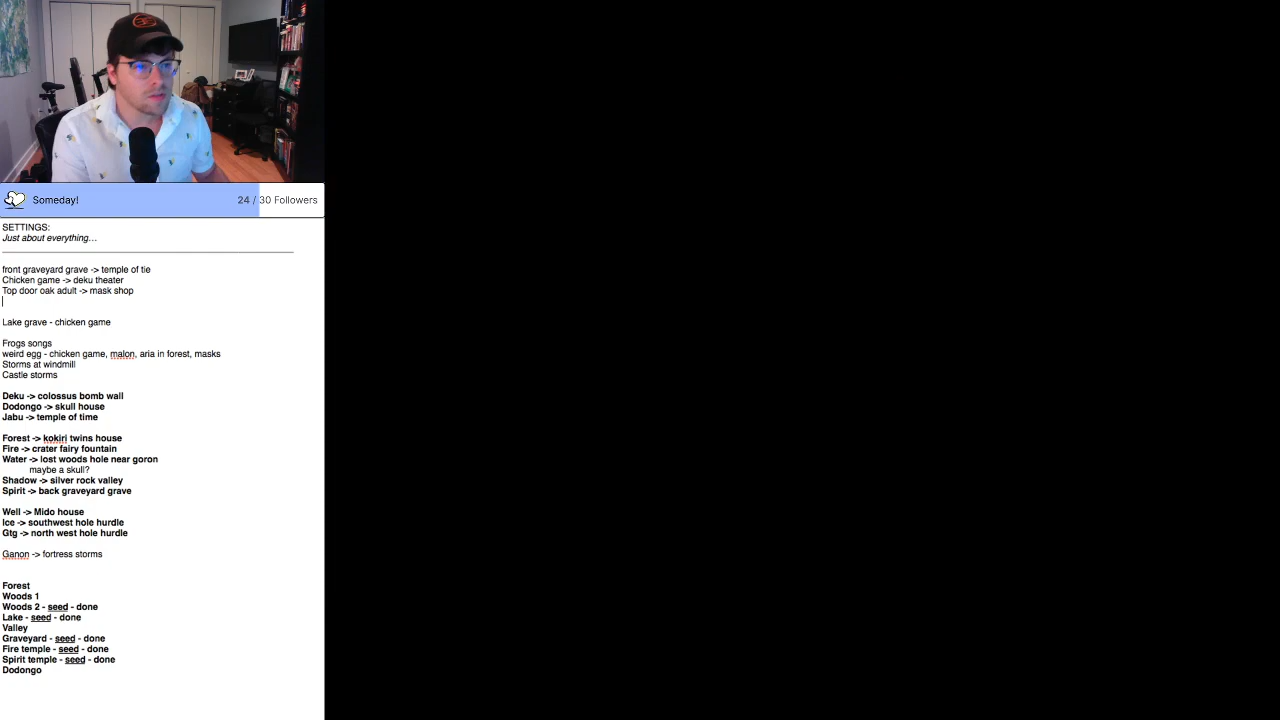 Someday!
24 / 30 Followers
SETTINGS:
Just about everything…
front graveyard grave -> temple of tie
Chicken game -> deku theater
Top door oak adult -> mask shop
Lake grave - chicken game
Frogs songs
weird egg - chicken game, malon, aria in forest, masks
Storms at windmill
Castle storms
Deku -> colossus bomb wall
Dodongo -> skull house
Jabu -> temple of time
Forest -> kokiri twins house
Fire -> crater fairy fountain
Water -> lost woods hole near goron
maybe a skull?
Shadow -> silver rock valley
Spirit -> back graveyard grave
Well -> Mido house
Ice -> southwest hole hurdle
Gtg -> north west hole hurdle
Ganon -> fortress storms
Forest
Woods 1
Woods 2 - seed - done
Lake - seed - done
Valley
Graveyard - seed - done
Fire temple - seed - done
Spirit temple - seed - done
Dodongo